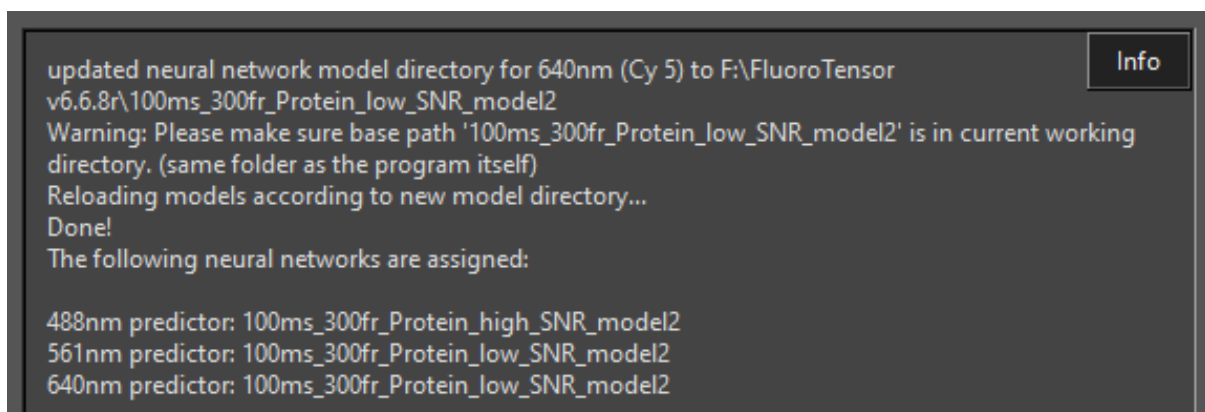 Info
updated neural network model directory for 640nm (Cy 5) to F:\FluoroTensor
v6.6.8r\100ms_300fr_Protein_low_SNR_model2
Warning: Please make sure base path '100ms_300fr_Protein_low_SNR_model2' is in current working
directory. (same folder as the program itself)
Reloading models according to new model directory...
Done!
The following neural networks are assigned:
488nm predictor: 100ms_300fr_Protein_high_SNR_model2
561nm predictor: 100ms_300fr_Protein_low_SNR_model2
640nm predictor: 100ms_300fr_Protein_low_SNR_model2